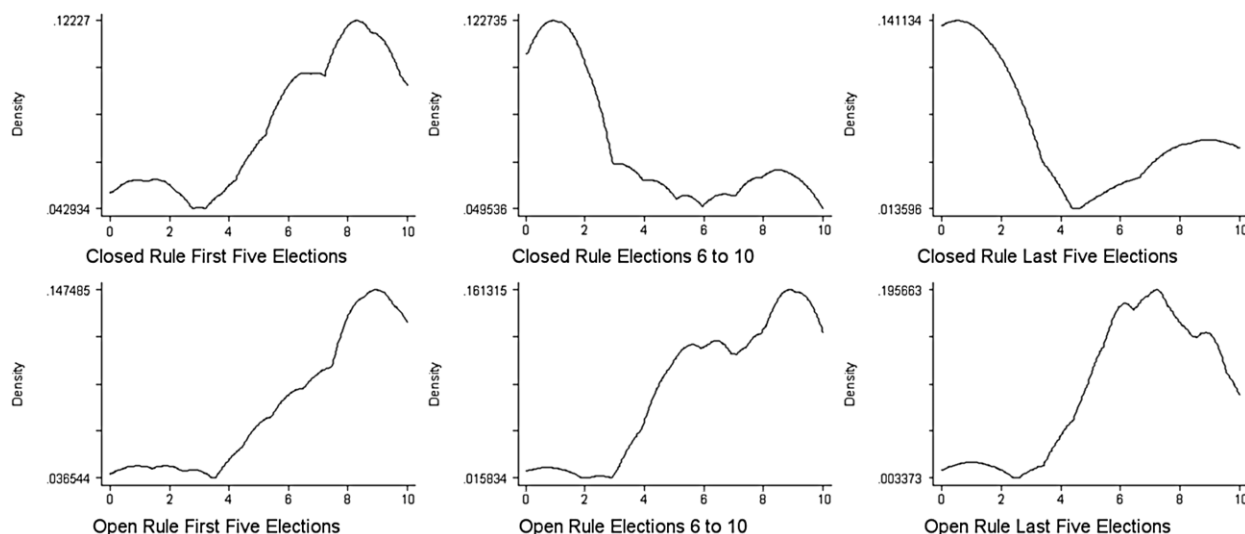 .12227
Density
.042934
0 2 4 6 8 10
Closed Rule First Five Elections
.122735
Density
.049536
0 2 4 6 8 10
Closed Rule Elections 6 to 10
.141134
Density
.013596
0 2 4 6 8 10
Closed Rule Last Five Elections
.147485
Density
.036544
0 2 4 6 8 10
Open Rule First Five Elections
.161315
Density
.015834
0 2 4 6 8 10
Open Rule Elections 6 to 10
.195663
Density
.003373
0 2 4 6 8 10
Open Rule Last Five Elections